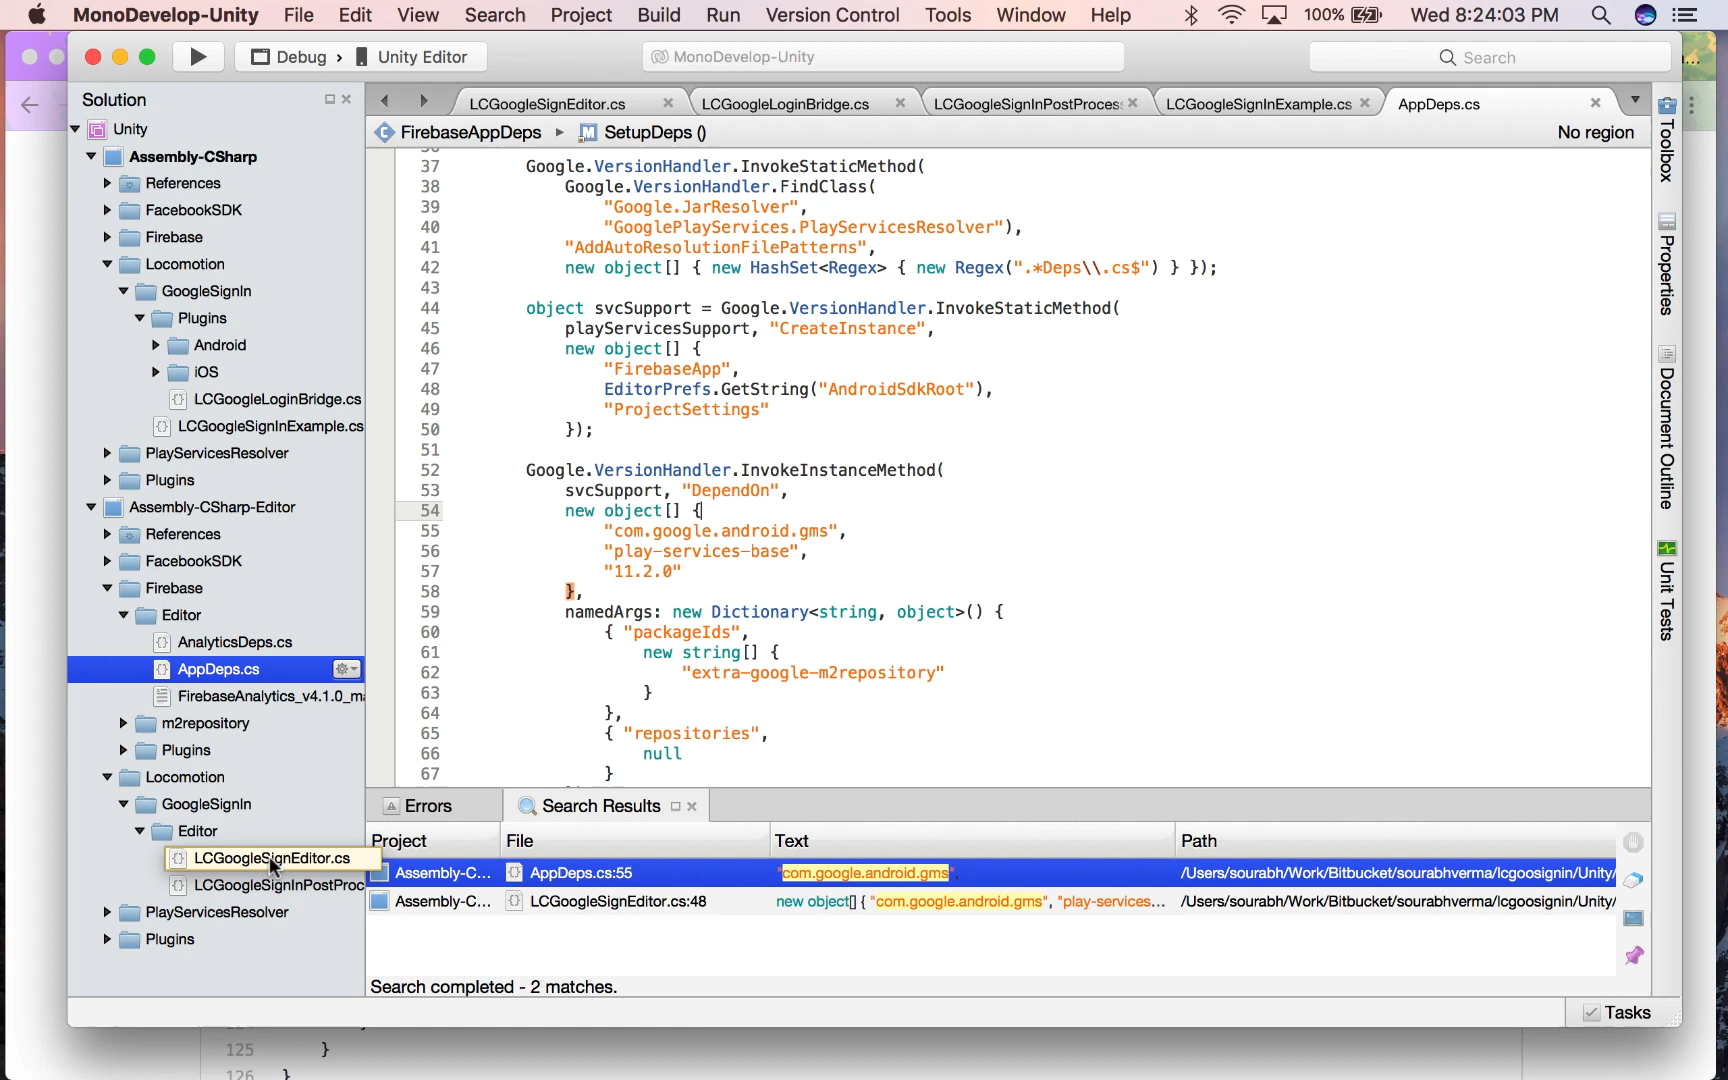 MonoDevelop-Unity File Edit View Search Project Build Run Version Control Tools Window Help 100% Wed 8:24:03 PM
Debug › Unity Editor MonoDevelop-Unity Search
Solution
Unity
Assembly-CSharp
References
FacebookSDK
Firebase
Locomotion
GoogleSignIn
Plugins
Android
iOS
LCGoogleLoginBridge.cs
LCGoogleSignInExample.cs
PlayServicesResolver
Plugins
Assembly-CSharp-Editor
References
FacebookSDK
Firebase
Editor
AnalyticsDeps.cs
AppDeps.cs
FirebaseAnalytics_v4.1.0_ma
m2repository
Plugins
Locomotion
GoogleSignIn
Editor
LCGoogleSignEditor.cs
LCGoogleSignInPostProc
PlayServicesResolver
Plugins
LCGoogleSignEditor.cs LCGoogleLoginBridge.cs LCGoogleSignInPostProces LCGoogleSignInExample.cs AppDeps.cs
FirebaseAppDeps SetupDeps () No region
37 Google.VersionHandler.InvokeStaticMethod(
38 Google.VersionHandler.FindClass(
39 "Google.JarResolver",
40 "GooglePlayServices.PlayServicesResolver"),
41 "AddAutoResolutionFilePatterns",
42 new object[] { new HashSet<Regex> { new Regex(".*Deps\\.cs$") } });
43
44 object svcSupport = Google.VersionHandler.InvokeStaticMethod(
45 playServicesSupport, "CreateInstance",
46 new object[] {
47 "FirebaseApp",
48 EditorPrefs.GetString("AndroidSdkRoot"),
49 "ProjectSettings"
50 });
51
52 Google.VersionHandler.InvokeInstanceMethod(
53 svcSupport, "DependOn",
54 new object[] {
55 "com.google.android.gms",
56 "play-services-base",
57 "11.2.0"
58 },
59 namedArgs: new Dictionary<string, object>() {
60 { "packageIds",
61 new string[] {
62 "extra-google-m2repository"
63 }
64 },
65 { "repositories",
66 null
67 }
Toolbox
Properties
Document Outline
Unit Tests
Errors Search Results
Project File Text Path
Assembly-C... AppDeps.cs:55 "com.google.android.gms", /Users/sourabh/Work/Bitbucket/sourabhverma/lcgoosignin/Unity/
Assembly-C... LCGoogleSignEditor.cs:48 new object[] { "com.google.android.gms", "play-services... /Users/sourabh/Work/Bitbucket/sourabhverma/lcgoosignin/Unity/
Search completed - 2 matches.
Tasks
125 }
126 }